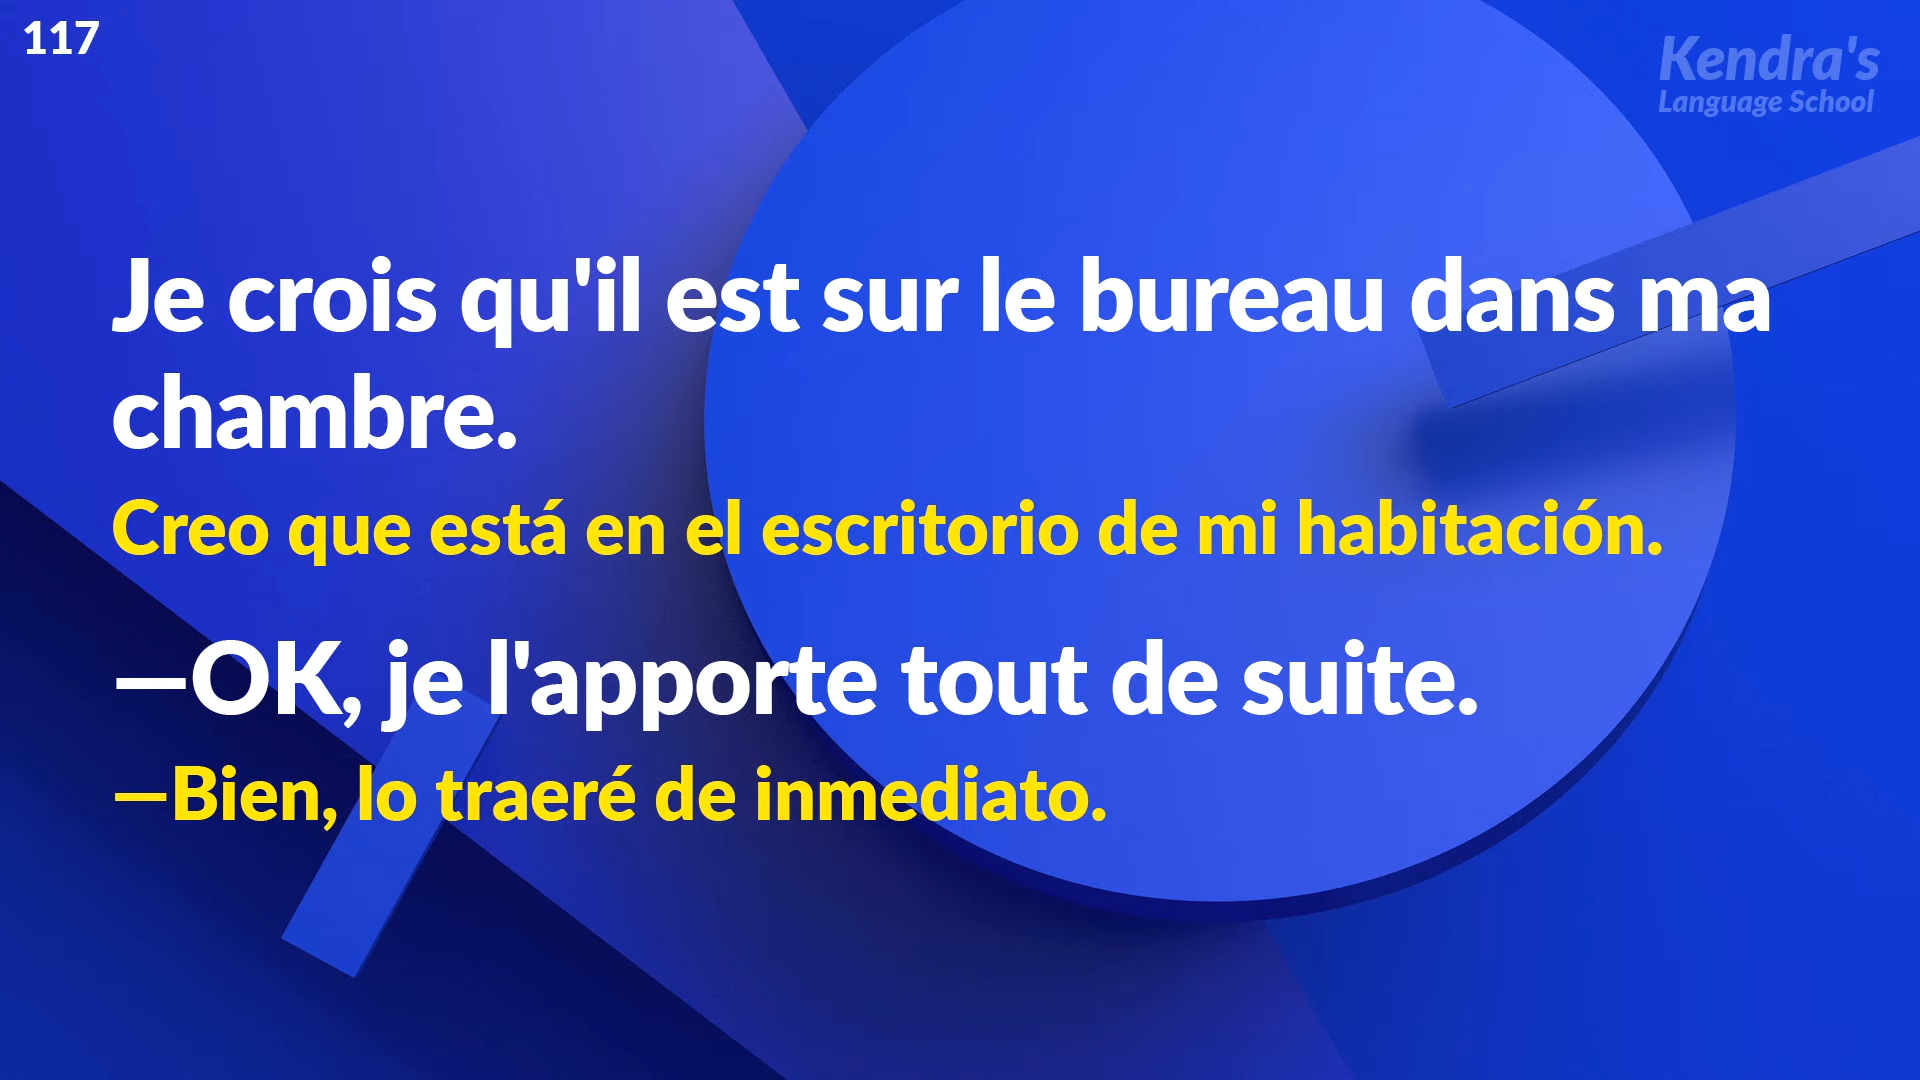 117
Kendra's
Language School
Je crois qu'il est sur le bureau dans ma
chambre.
Creo que está en el escritorio de mi habitación.
—OK, je l'apporte tout de suite.
—Bien, lo traeré de inmediato.